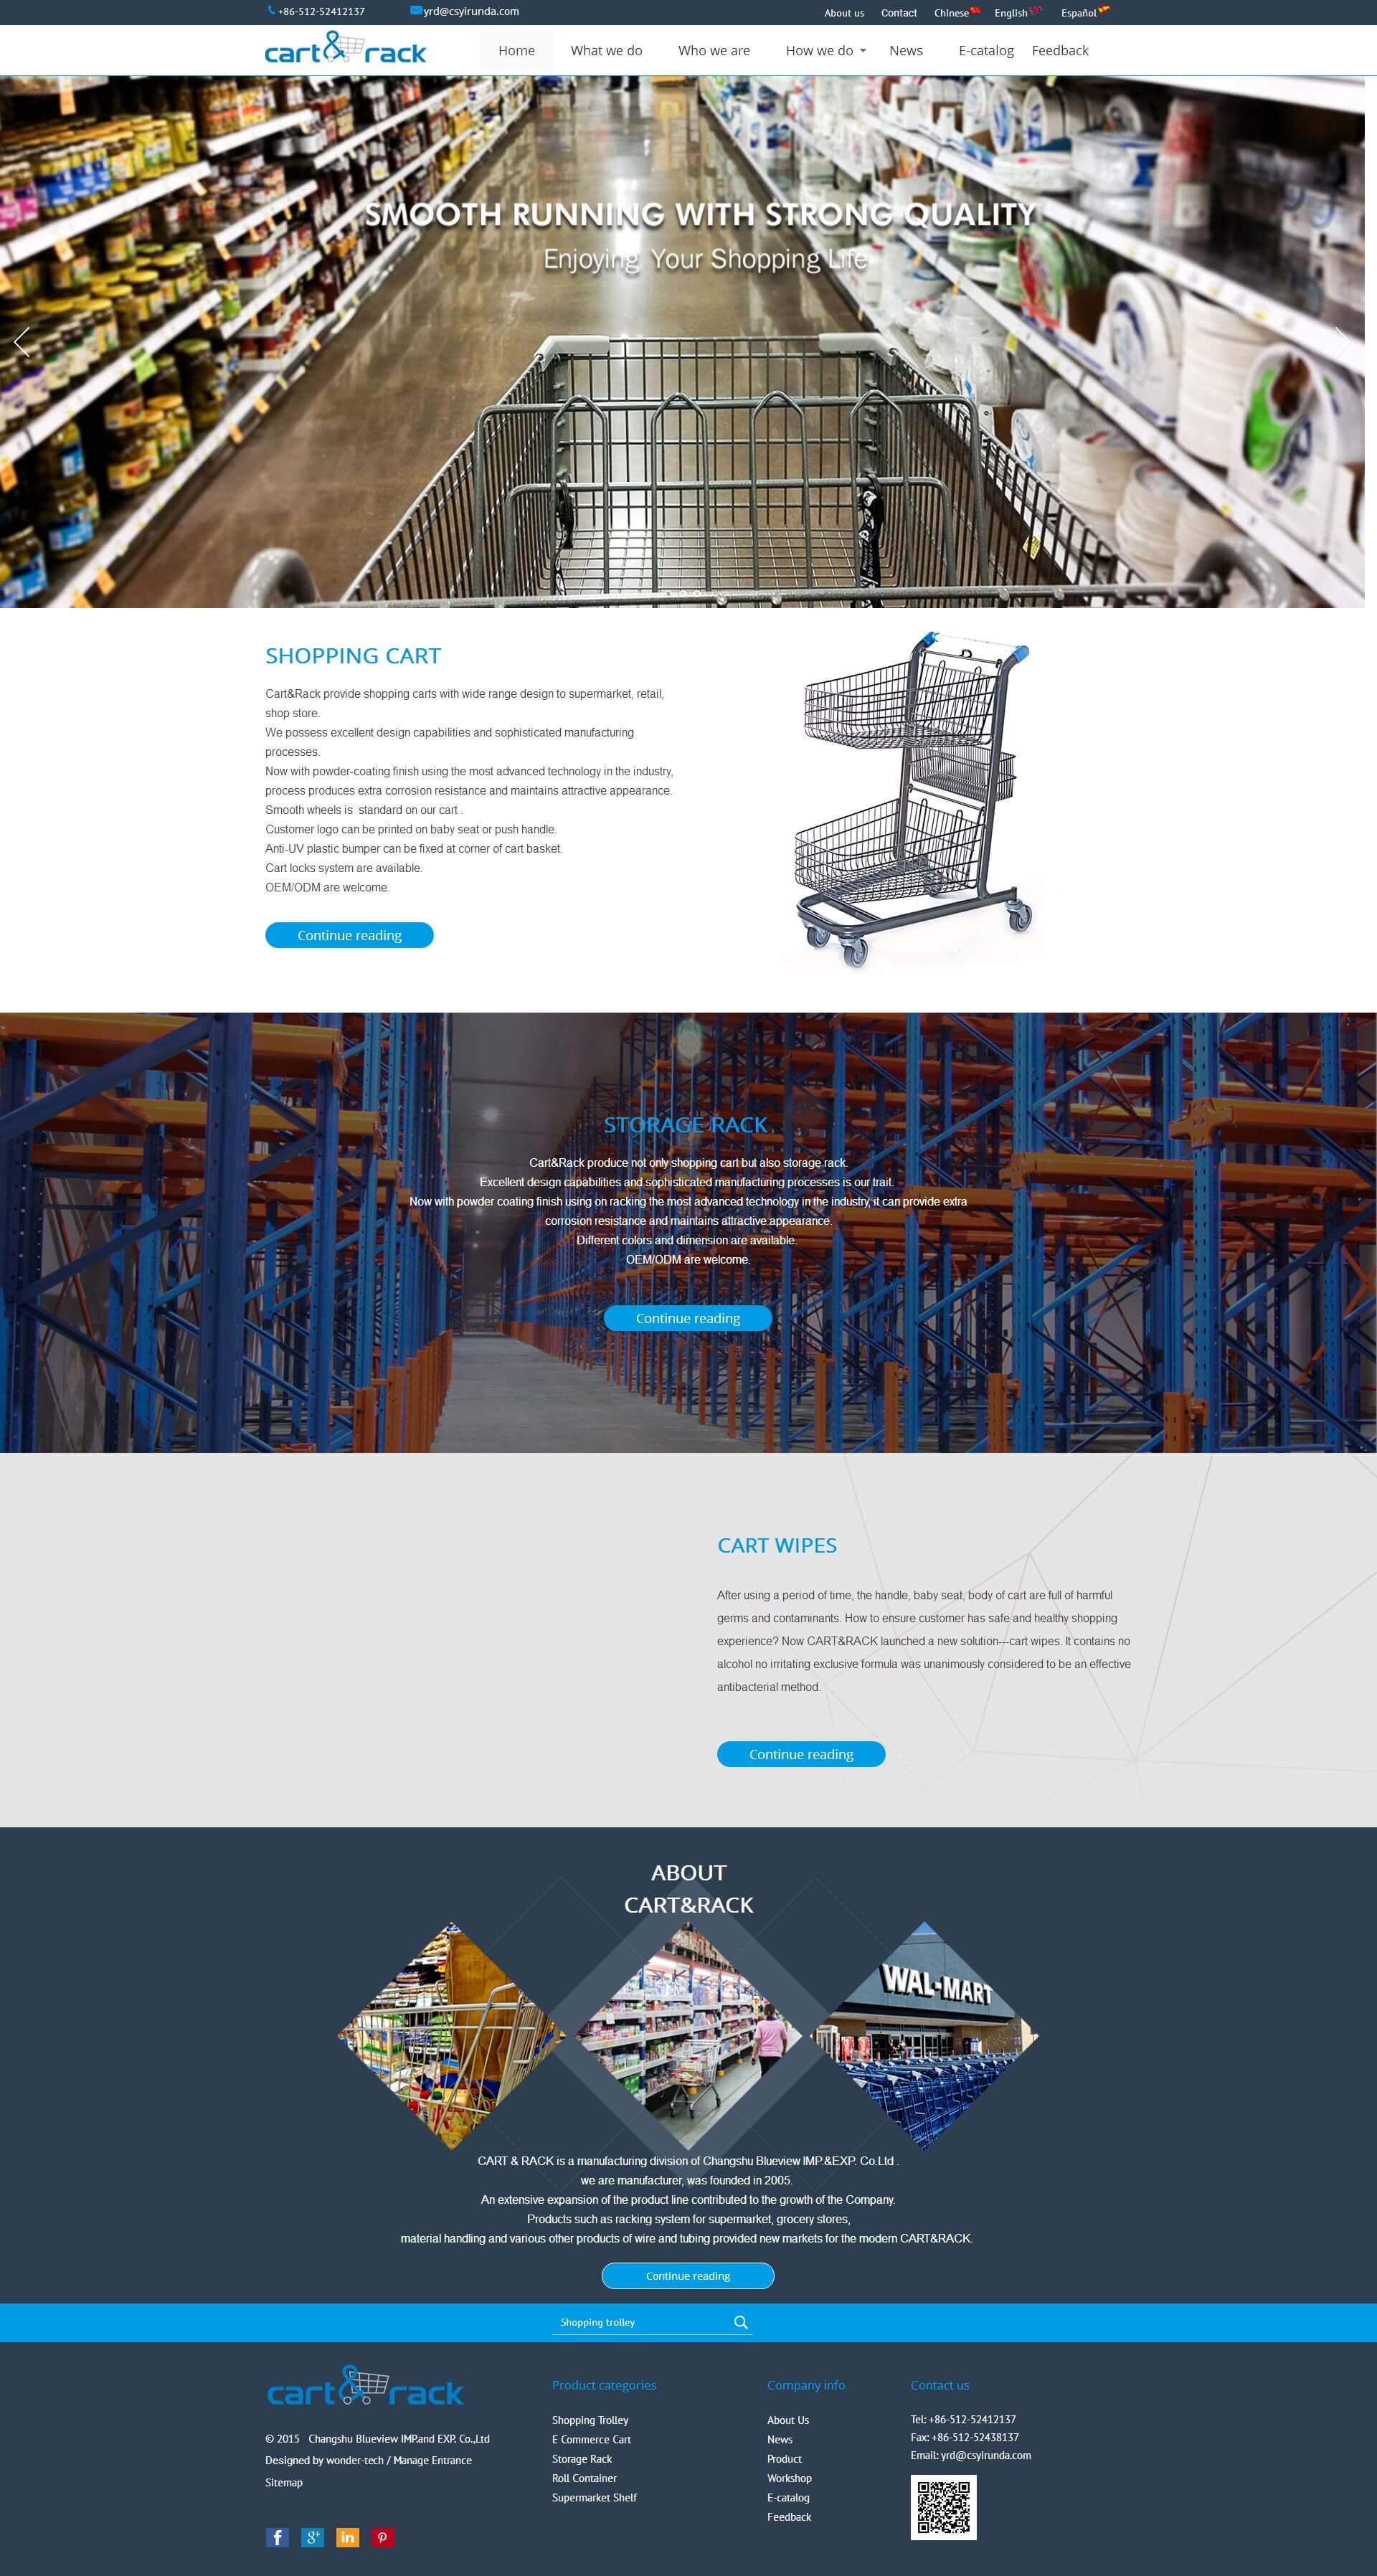 +86-512-52412137 yrd@csyirunda.com About us Contact Chinese English Español
cart&rack Home What we do Who we are How we do News E-catalog Feedback
SMOOTH RUNNING WITH STRONG QUALITY
Enjoying Your Shopping Life
SHOPPING CART
Cart&Rack provide shopping carts with wide range design to supermarket, retail,
shop store.
We possess excellent design capabilities and sophisticated manufacturing
processes.
Now with powder-coating finish using the most advanced technology in the industry,
process produces extra corrosion resistance and maintains attractive appearance.
Smooth wheels is standard on our cart .
Customer logo can be printed on baby seat or push handle.
Anti-UV plastic bumper can be fixed at corner of cart basket.
Cart locks system are available.
OEM/ODM are welcome.
Continue reading
STORAGE RACK
Cart&Rack produce not only shopping cart but also storage rack.
Excellent design capabilities and sophisticated manufacturing processes is our trait.
Now with powder coating finish using on racking the most advanced technology in the industry, it can provide extra
corrosion resistance and maintains attractive appearance.
Different colors and dimension are available.
OEM/ODM are welcome.
Continue reading
CART WIPES
After using a period of time, the handle, baby seat, body of cart are full of harmful
germs and contaminants. How to ensure customer has safe and healthy shopping
experience? Now CART&RACK launched a new solution---cart wipes. It contains no
alcohol no irritating exclusive formula was unanimously considered to be an effective
antibacterial method.
Continue reading
ABOUT
CART&RACK
WAL-MART
CART & RACK is a manufacturing division of Changshu Blueview IMP.&EXP. Co.Ltd .
we are manufacturer, was founded in 2005.
An extensive expansion of the product line contributed to the growth of the Company.
Products such as racking system for supermarket, grocery stores,
material handling and various other products of wire and tubing provided new markets for the modern CART&RACK.
Continue reading
Shopping trolley
cart&rack
© 2015 Changshu Blueview IMP.and EXP. Co.,Ltd
Designed by wonder-tech / Manage Entrance
Sitemap
Product categories
Shopping Trolley
E Commerce Cart
Storage Rack
Roll Container
Supermarket Shelf
Company info
About Us
News
Product
Workshop
E-catalog
Feedback
Contact us
Tel: +86-512-52412137
Fax: +86-512-52438137
Email: yrd@csyirunda.com